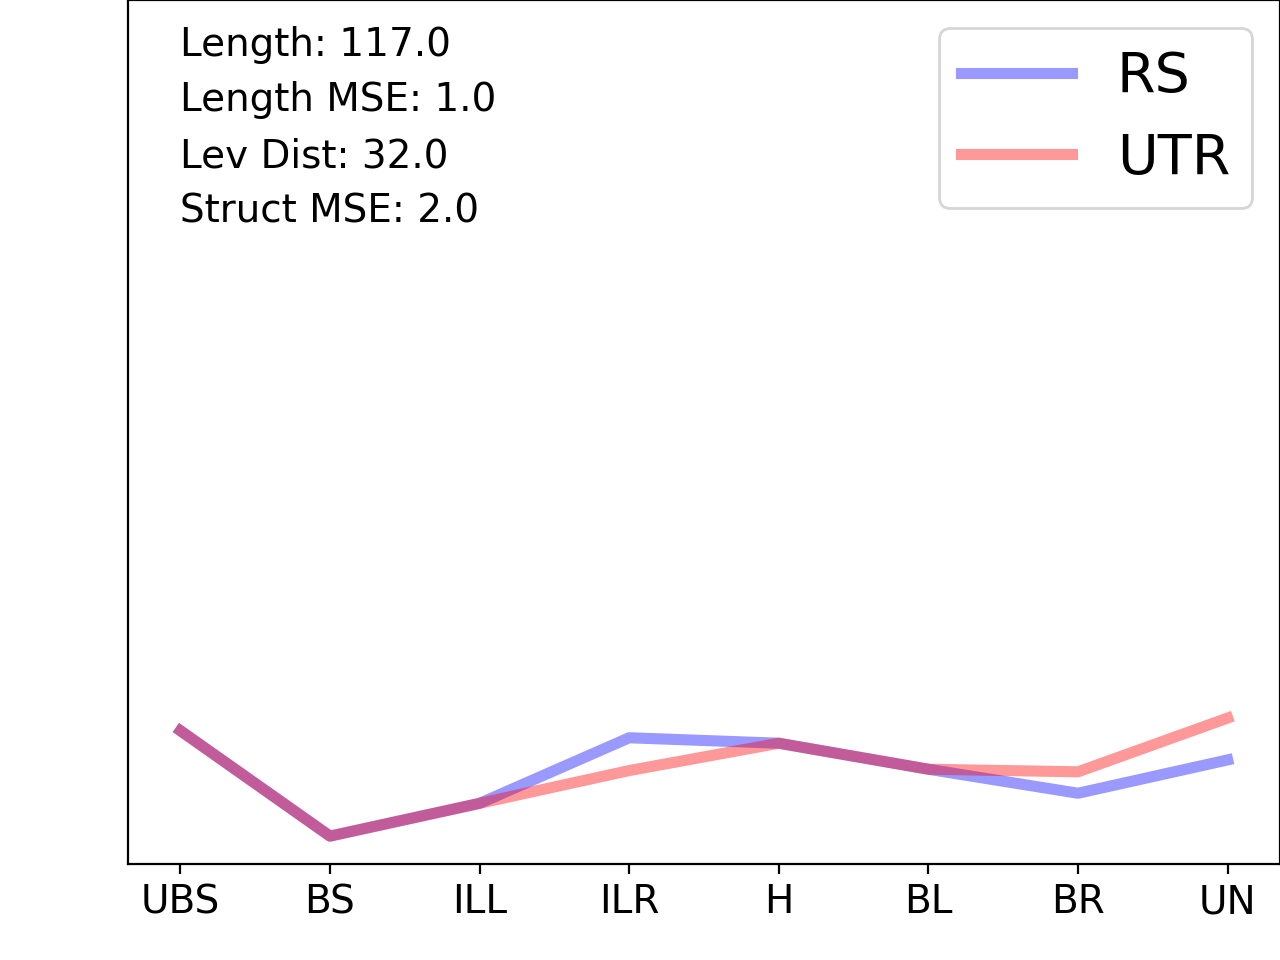 Length: 117.0
Length MSE: 1.0
Lev Dist: 32.0
Struct MSE: 2.0
RS
UTR
UBS BS ILL ILR H BL BR UN